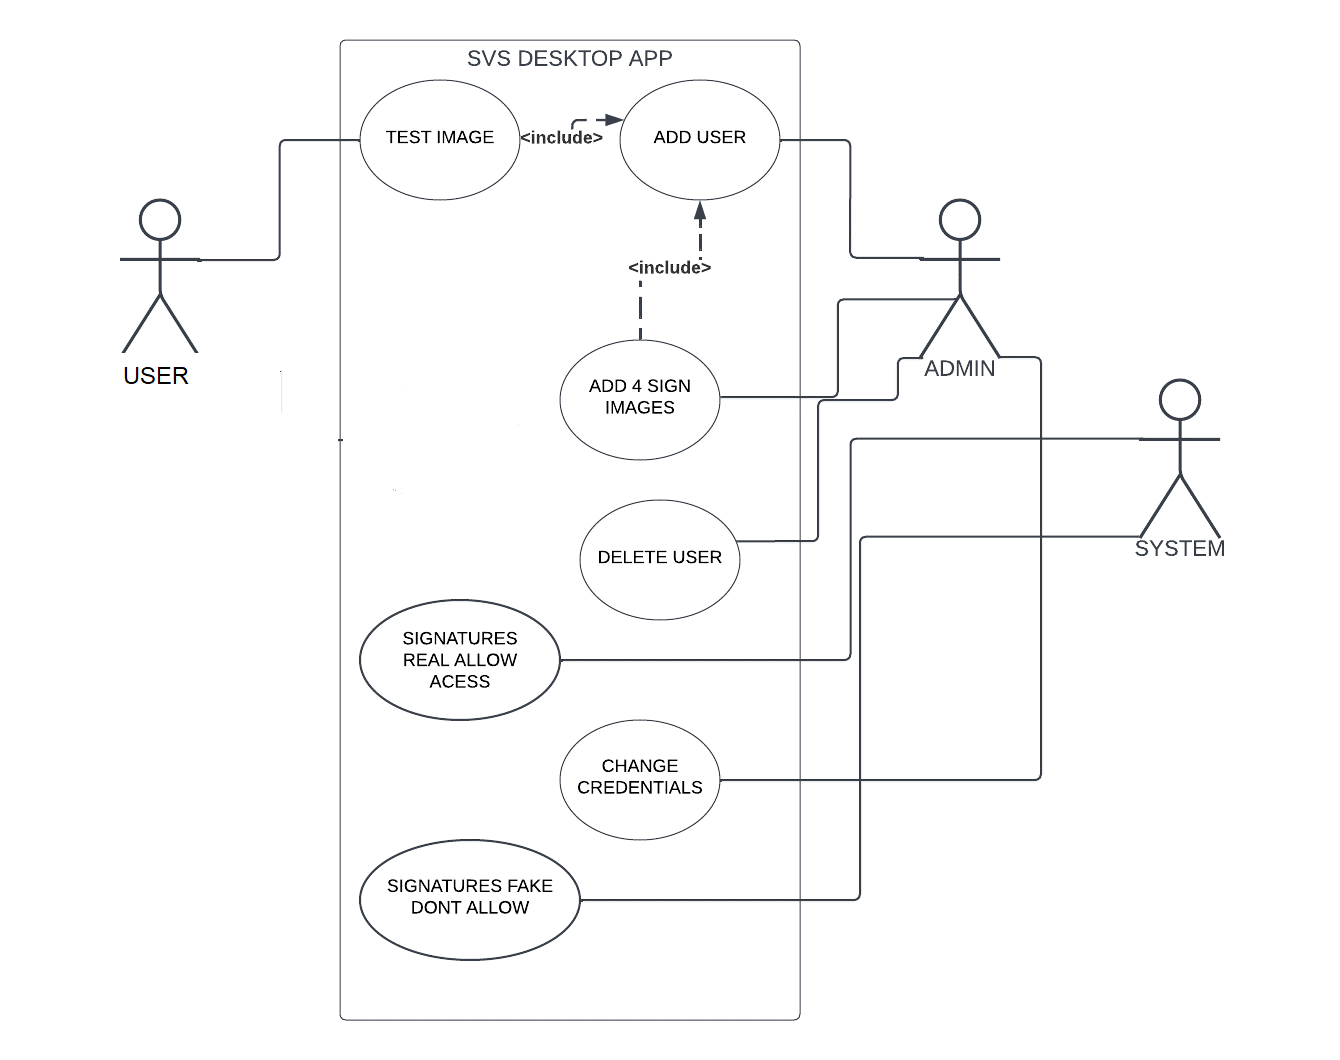 SVS DESKTOP APP
TEST IMAGE
<include>
ADD USER
<include>
USER
ADMIN
ADD 4 SIGN
IMAGES
SYSTEM
DELETE USER
SIGNATURES
REAL ALLOW
ACESS
CHANGE
CREDENTIALS
SIGNATURES FAKE
DONT ALLOW